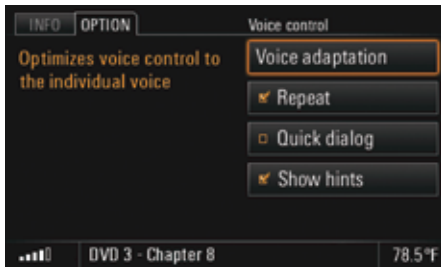 INFO OPTION
Voice control
Optimizes voice control to
the individual voice
Voice adaptation
Repeat
Quick dialog
Show hints
DVD 3 - Chapter 8
78.5°F